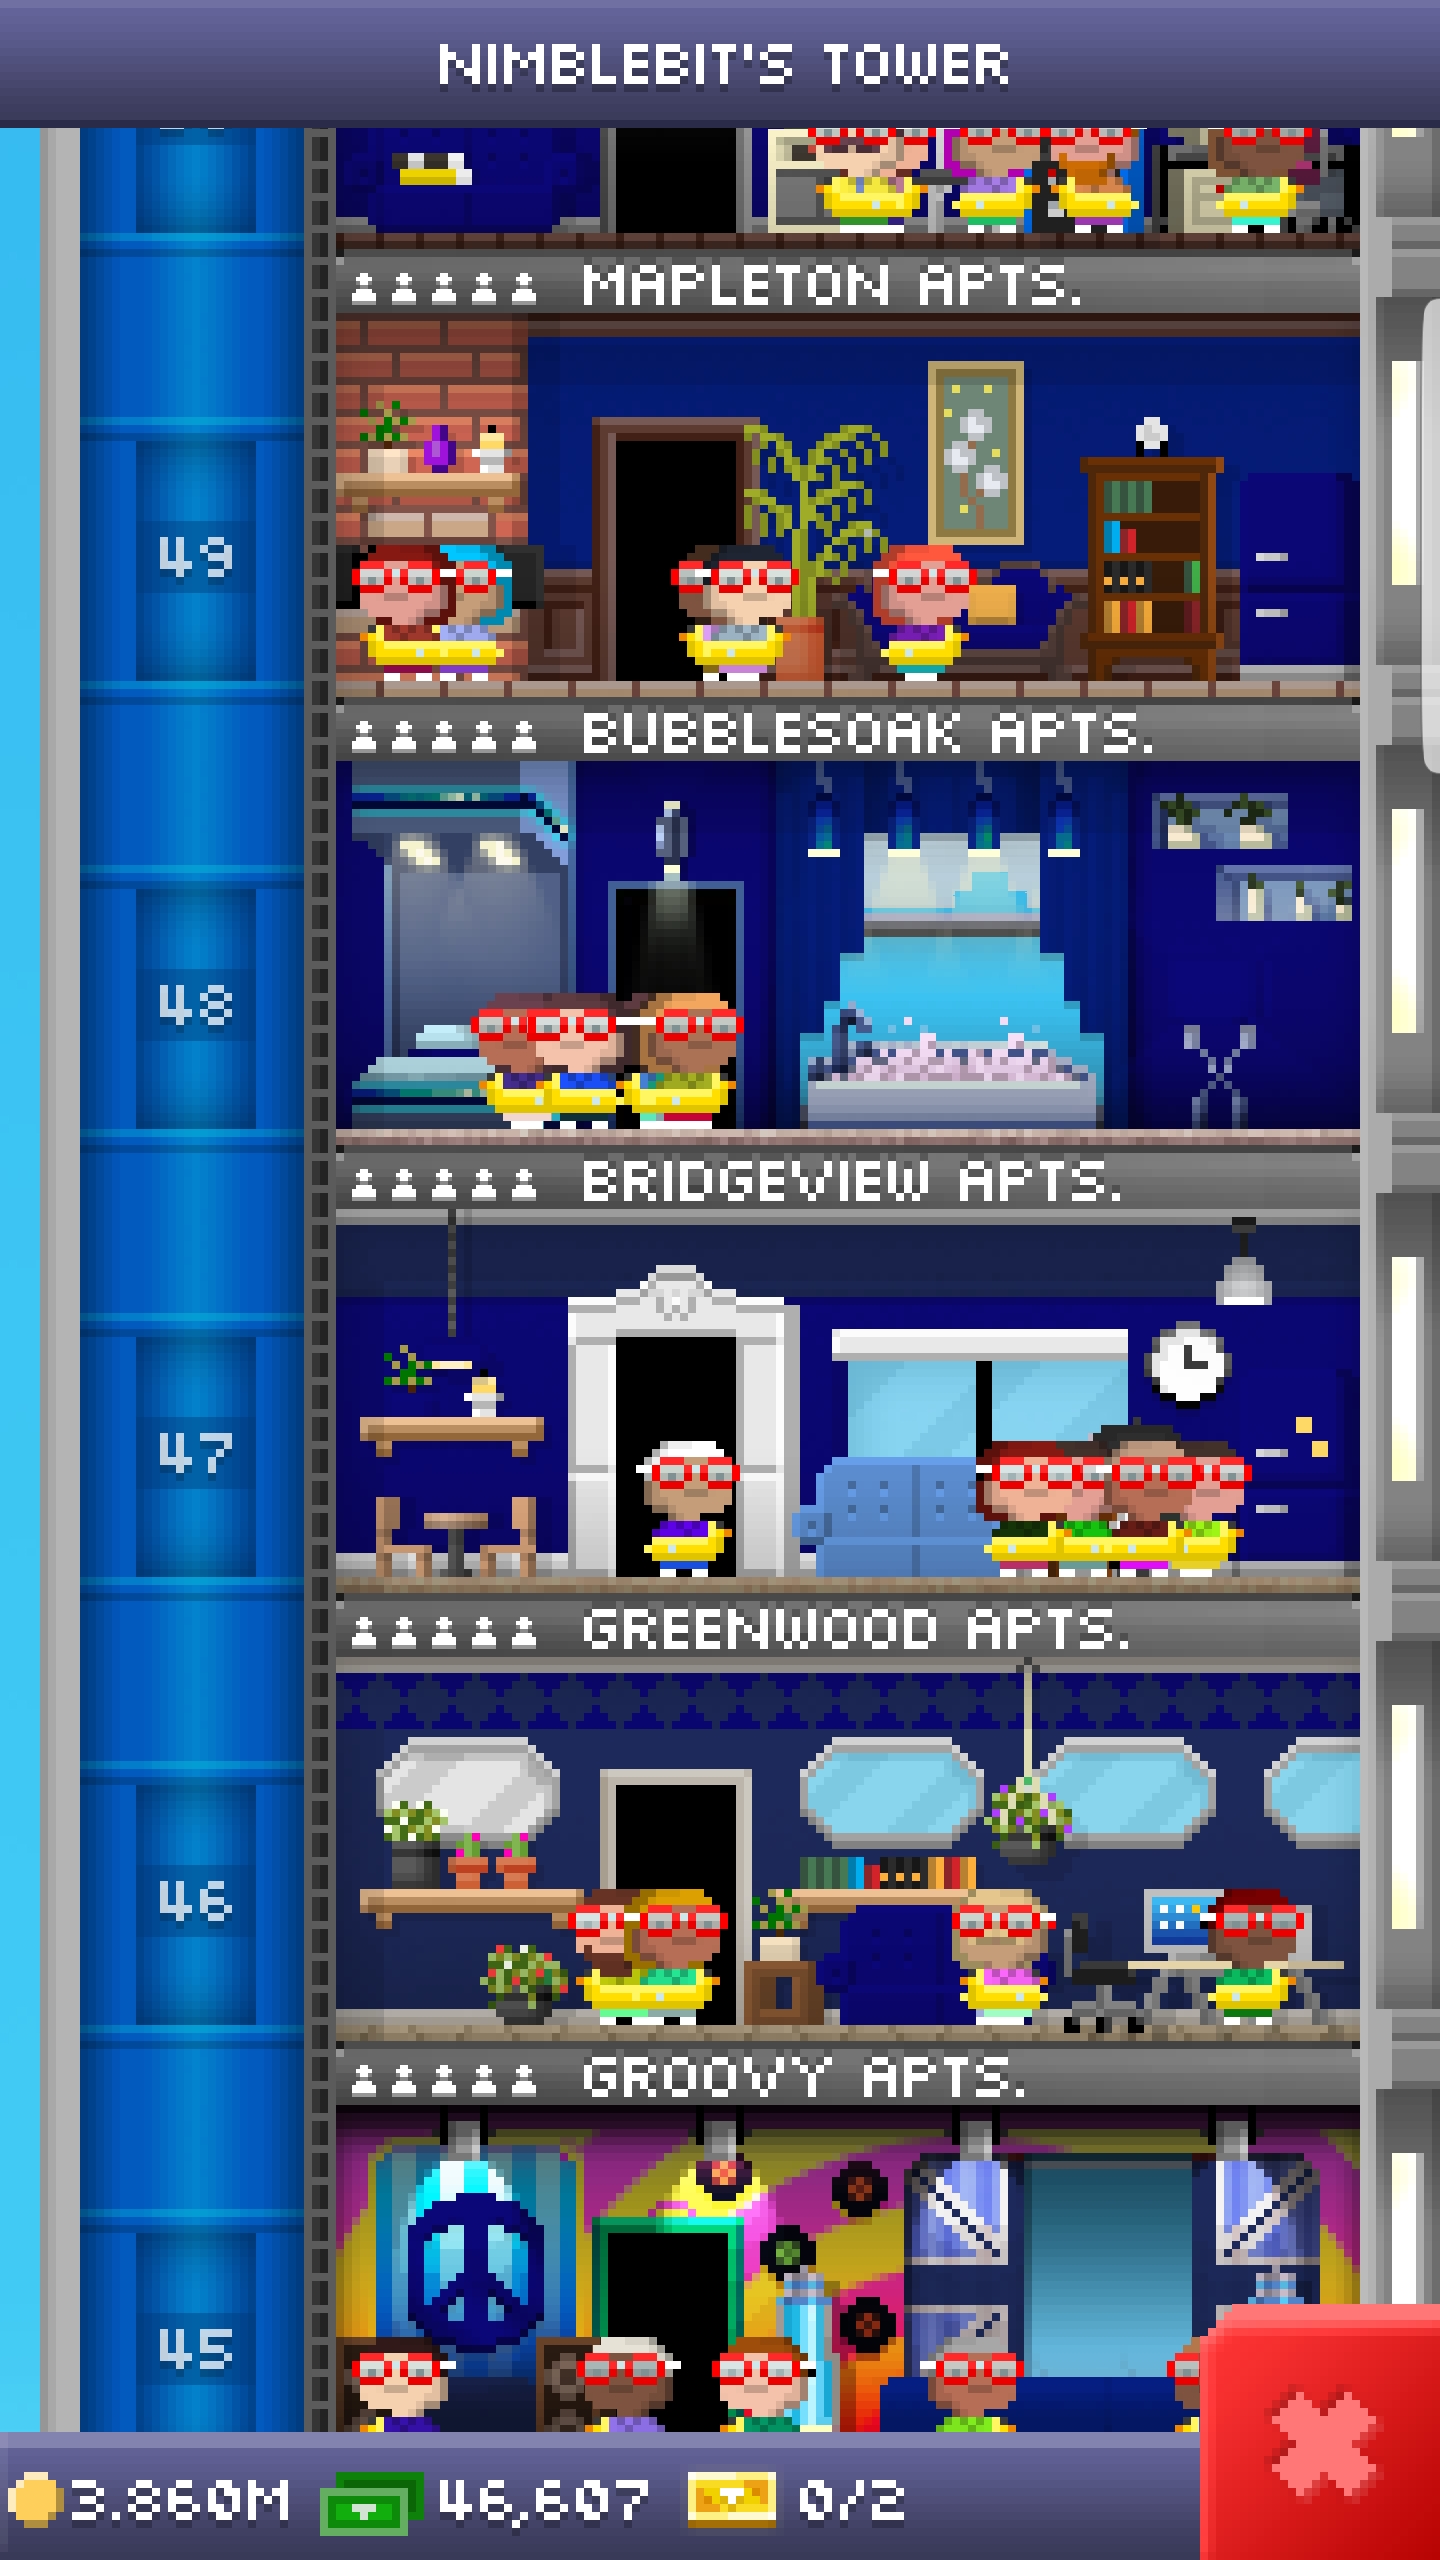 NIMBLEBIT'S TOWER
MAPLETON APTS.
49
BUBBLESOAK APTS.
48
BRIDGEVIEW APTS.
47
GREENWOOD APTS.
46
GROOVY APTS.
45
3.860M 46,607 0/2